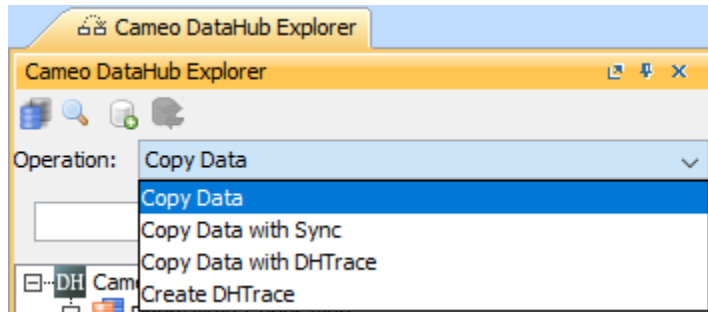 Cameo DataHub Explorer
Cameo DataHub Explorer
Operation: Copy Data
Copy Data
Copy Data with Sync
Copy Data with DHTrace
DH
Create DHTrace